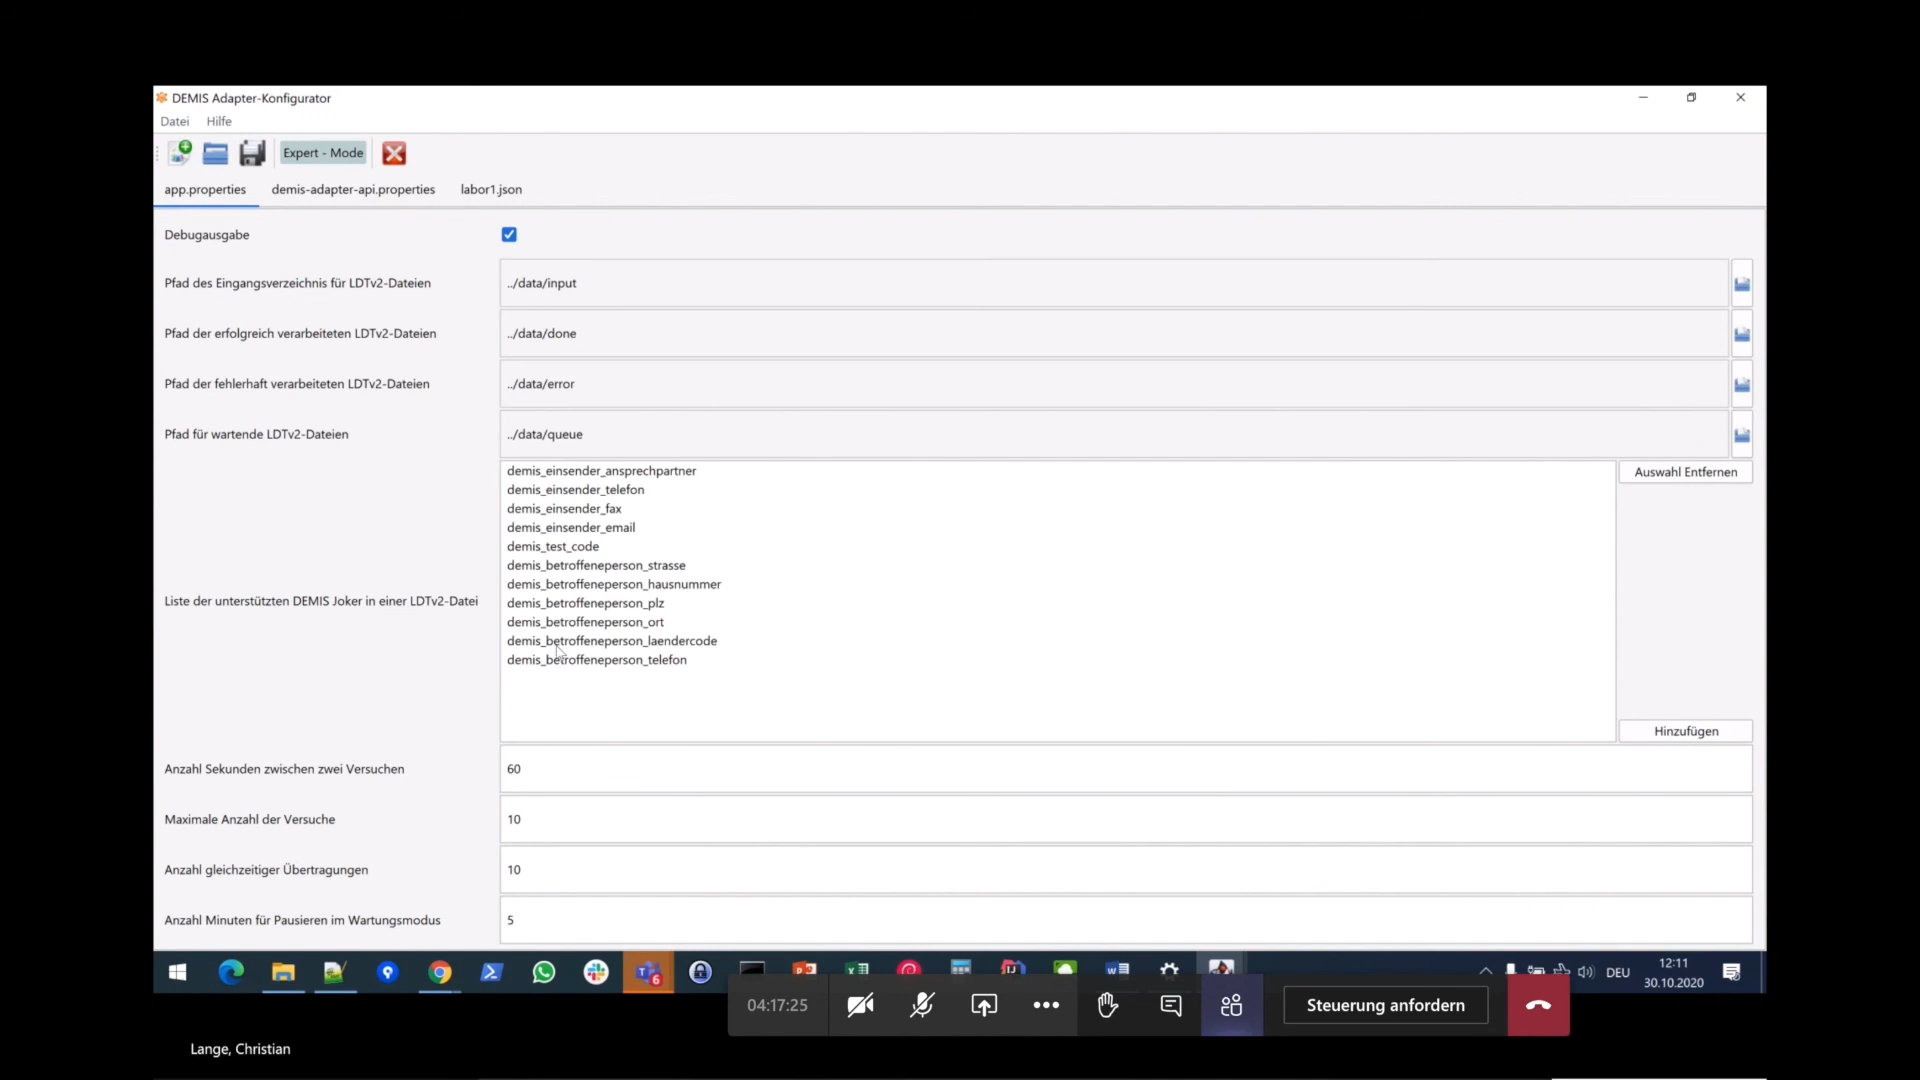 DEMIS Adapter-Konfigurator
Datei Hilfe
Expert - Mode
app.properties demis-adapter-api.properties labor1.json
Debugausgabe
Pfad des Eingangsverzeichnis für LDTv2-Dateien ../data/input
Pfad der erfolgreich verarbeiteten LDTv2-Dateien ../data/done
Pfad der fehlerhaft verarbeiteten LDTv2-Dateien ../data/error
Pfad für wartende LDTv2-Dateien ../data/queue
demis_einsender_ansprechpartner Auswahl Entfernen
demis_einsender_telefon
demis_einsender_fax
demis_einsender_email
demis_test_code
demis_betroffeneperson_strasse
demis_betroffeneperson_hausnummer
Liste der unterstützten DEMIS Joker in einer LDTv2-Datei demis_betroffeneperson_plz
demis_betroffeneperson_ort
demis_betroffeneperson_laendercode
demis_betroffeneperson_telefon
Hinzufügen
Anzahl Sekunden zwischen zwei Versuchen 60
Maximale Anzahl der Versuche 10
Anzahl gleichzeitiger Übertragungen 10
Anzahl Minuten für Pausieren im Wartungsmodus 5
DEU 12:11
30.10.2020
04:17:25 Steuerung anfordern
Lange, Christian